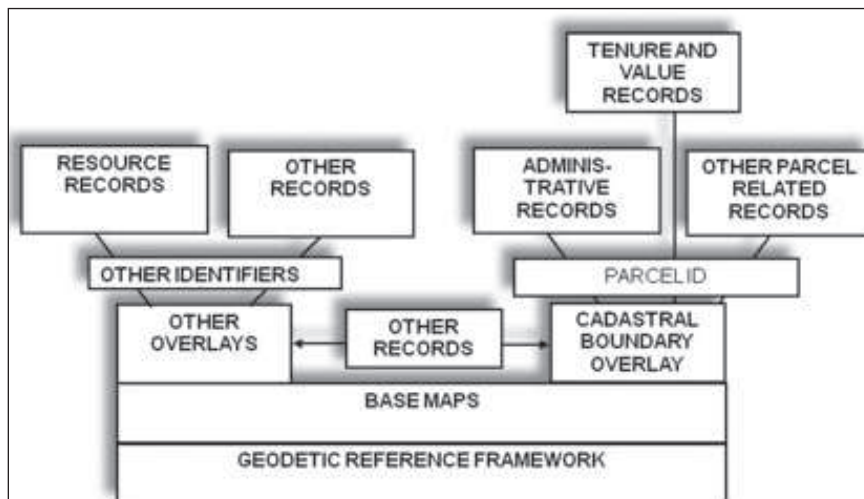 TENURE AND
VALUE
RECORDS
RESOURCE
RECORDS
OTHER
RECORDS
ADMINIS-
TRATIVE
RECORDS
OTHER PARCEL
RELATED
RECORDS
OTHER IDENTIFIERS
PARCEL ID
OTHER
OVERLAYS
OTHER
RECORDS
CADASTRAL
BOUNDARY
OVERLAY
BASE MAPS
GEODETIC REFERENCE FRAMEWORK